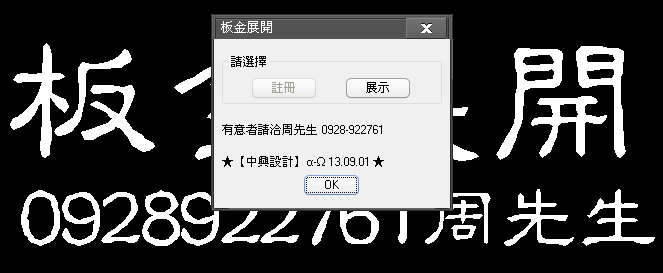 板金展開
請選擇
註冊
展示
有意者請洽周先生 0928-922761
★【中興設計】α-Ω 13.09.01 ★
OK
板金展開
0928922761周先生